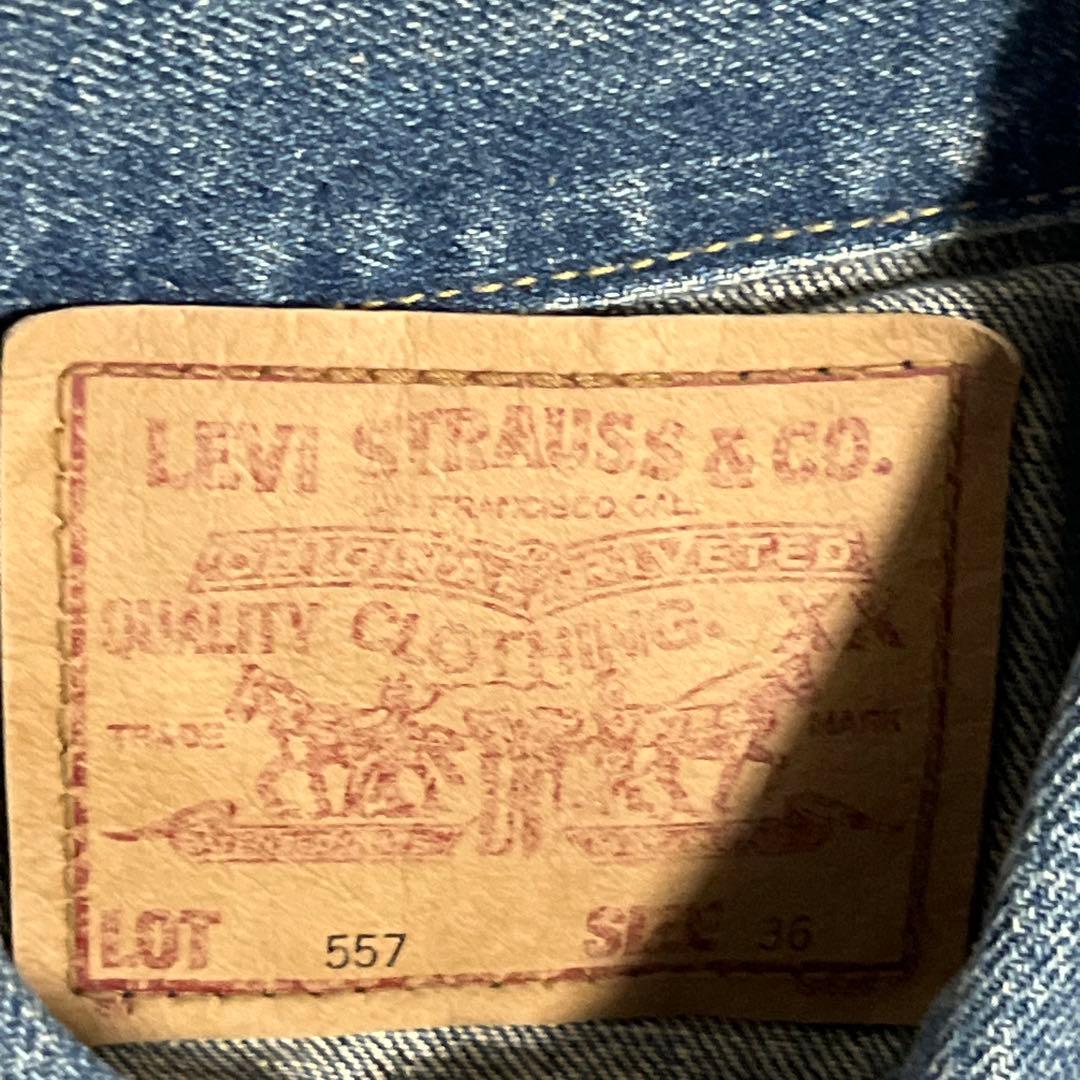 LEVI STRAUSS & CO.
SAN FRANCISCO CAL.
ORIGINAL RIVETED
QUALITY CLOTHING. XX
TRADE MARK
LOT 557 SIZE 36